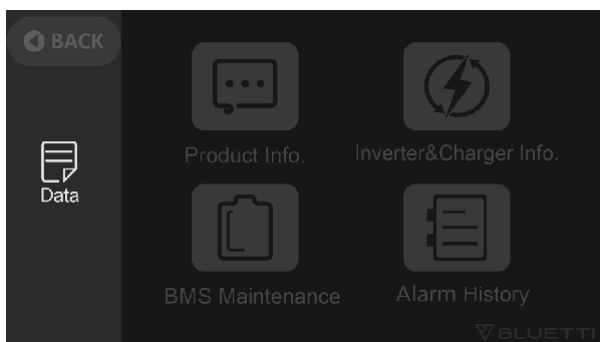 BACK
Data
Product Info.
Inverter&Charger Info.
BMS Maintenance
Alarm History
BLUETTI